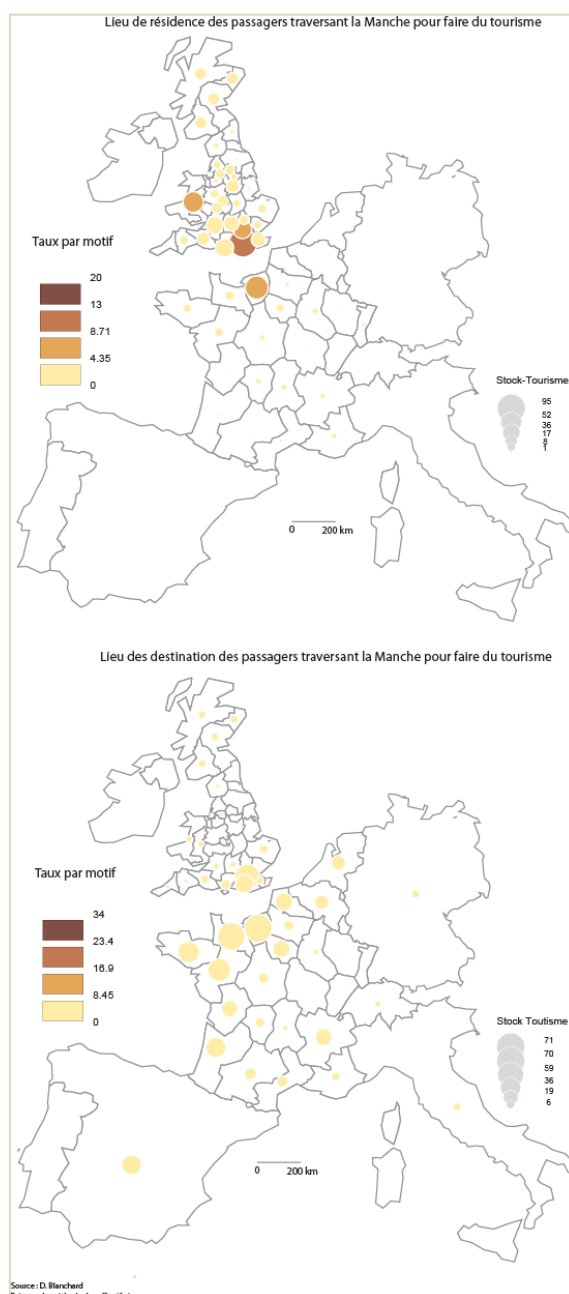 Lieu de résidence des passagers traversant la Manche pour faire du tourisme
Taux par motif
20
13
8.71
4.35
0
Stock-Tourisme
95
52
36
17
8
1
0 200 km
Lieu des destination des passagers traversant la Manche pour faire du tourisme
Taux par motif
34
23.4
16.9
8.45
0
Stock Toutisme
71
70
59
36
19
6
0 200 km
Source : D. Blanchard